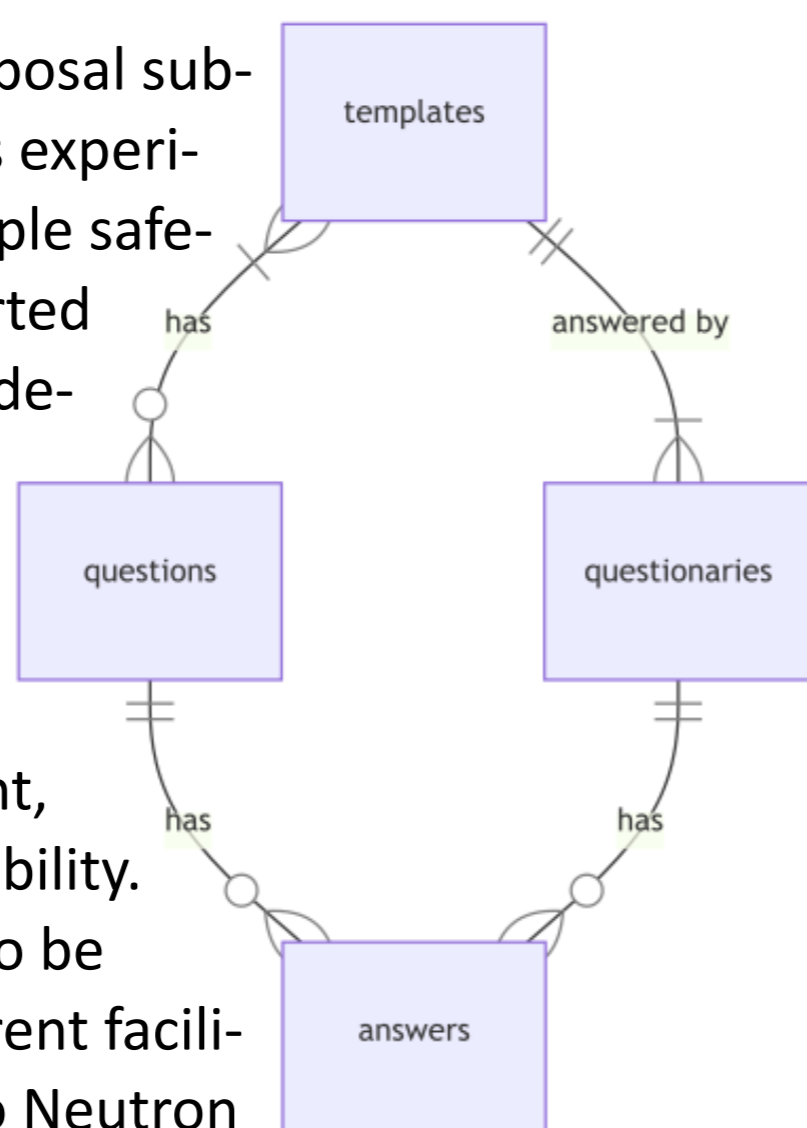 posal sub-
s experi-
ple safe-
rted
de-
nt,
bility.
o be
rent facili-
o Neutron
templates
has
answered by
questions
questionaries
has
has
answers